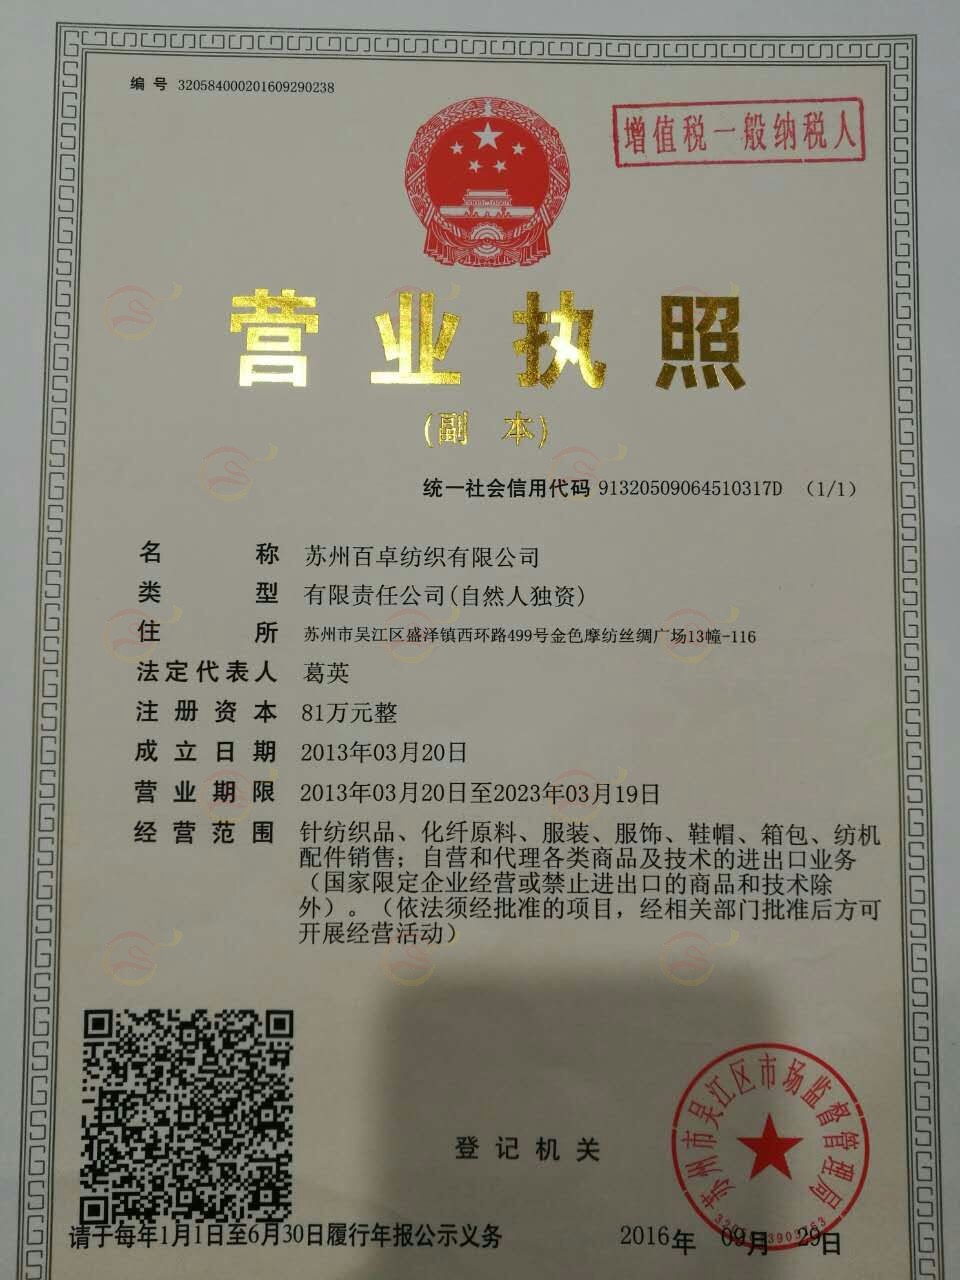 编 号 320584000201609290238
增值税一般纳税人
营业执照
(副 本)
统一社会信用代码 91320509064510317D （1/1）
名 称 苏州百卓纺织有限公司
类 型 有限责任公司(自然人独资)
住 所 苏州市吴江区盛泽镇西环路499号金色摩纺丝绸广场13幢-116
法定代表人 葛英
注册资本 81万元整
成立日期 2013年03月20日
营业期限 2013年03月20日至2023年03月19日
经营范围 针纺织品、化纤原料、服装、服饰、鞋帽、箱包、纺机
配件销售；自营和代理各类商品及技术的进出口业务
（国家限定企业经营或禁止进出口的商品和技术除
外）。（依法须经批准的项目，经相关部门批准后方可
开展经营活动）
苏州市吴江区市场监督管理局
登记机关
请于每年1月1日至6月30日履行年报公示义务
2016年 09月 29日